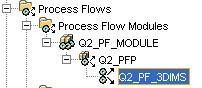 Process Flows
Process Flow Modules
Q2_PF_MODULE
Q2_PFP
Q2_PF_3DIMS